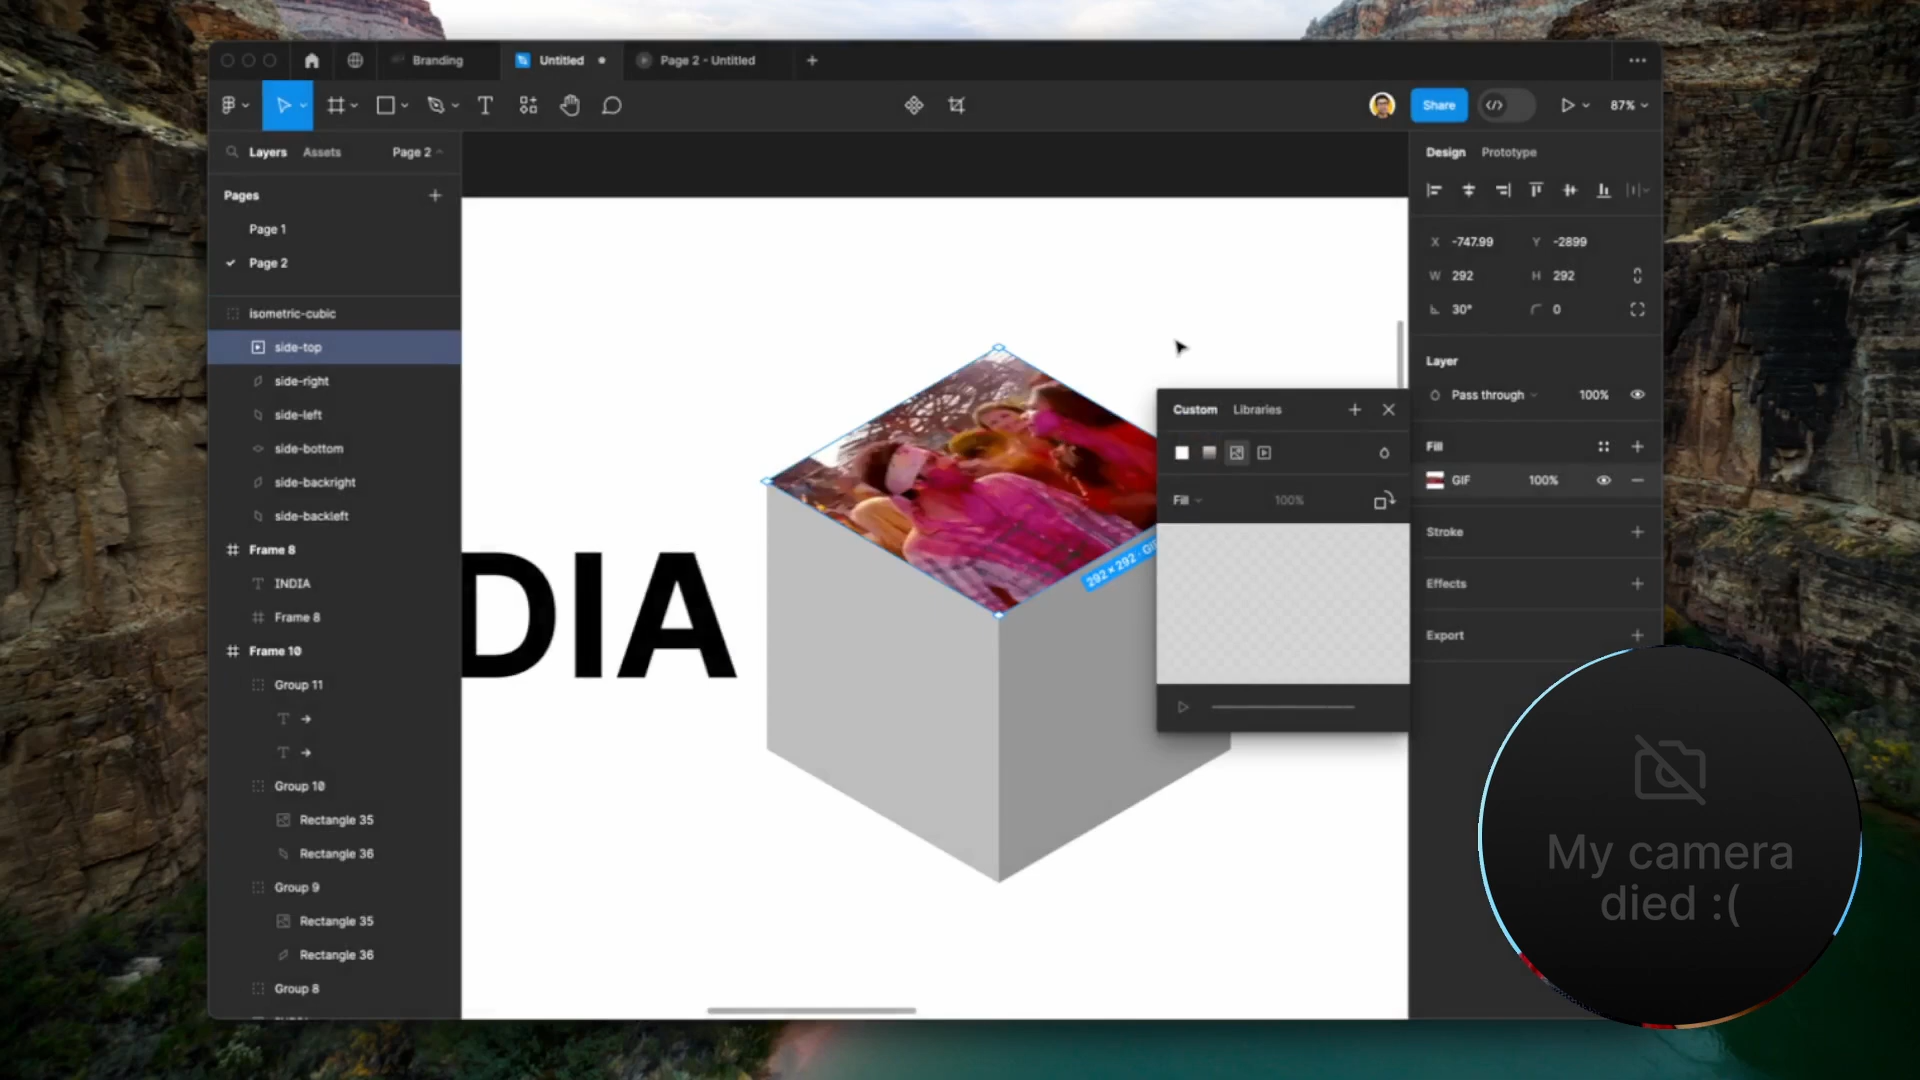 Branding
Untitled
Page 2 - Untitled
Share
87%
Layers
Assets
Page 2
Pages
Page 1
Page 2
isometric-cubic
side-top
side-right
side-left
side-bottom
side-backright
side-backleft
Frame 8
INDIA
Frame 8
Frame 10
Group 11
→
→
Group 10
Rectangle 35
Rectangle 36
Group 9
Rectangle 35
Rectangle 36
Group 8
DIA
292 × 292 · GIF
Custom
Libraries
Fill
100%
Design
Prototype
X -747.99
Y -2899
W 292
H 292
30°
0
Layer
Pass through
100%
Fill
GIF
100%
Stroke
Effects
Export
My camera
died :(